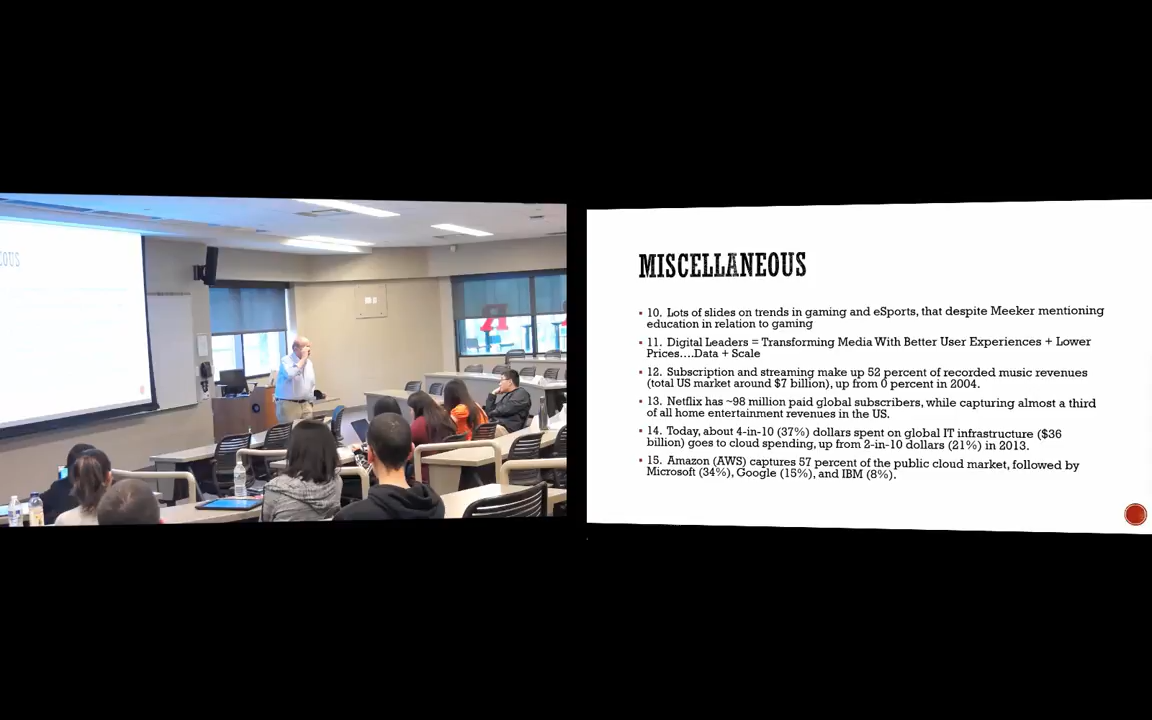 MISCELLANEOUS
10. Lots of slides on trends in gaming and eSports, that despite Meeker mentioning
education in relation to gaming
11. Digital Leaders = Transforming Media With Better User Experiences + Lower
Prices....Data + Scale
12. Subscription and streaming make up 52 percent of recorded music revenues
(total US market around $7 billion), up from 0 percent in 2004.
13. Netflix has ~98 million paid global subscribers, while capturing almost a third
of all home entertainment revenues in the US.
14. Today, about 4-in-10 (37%) dollars spent on global IT infrastructure ($36
billion) goes to cloud spending, up from 2-in-10 dollars (21%) in 2013.
15. Amazon (AWS) captures 57 percent of the public cloud market, followed by
Microsoft (34%), Google (15%), and IBM (8%).